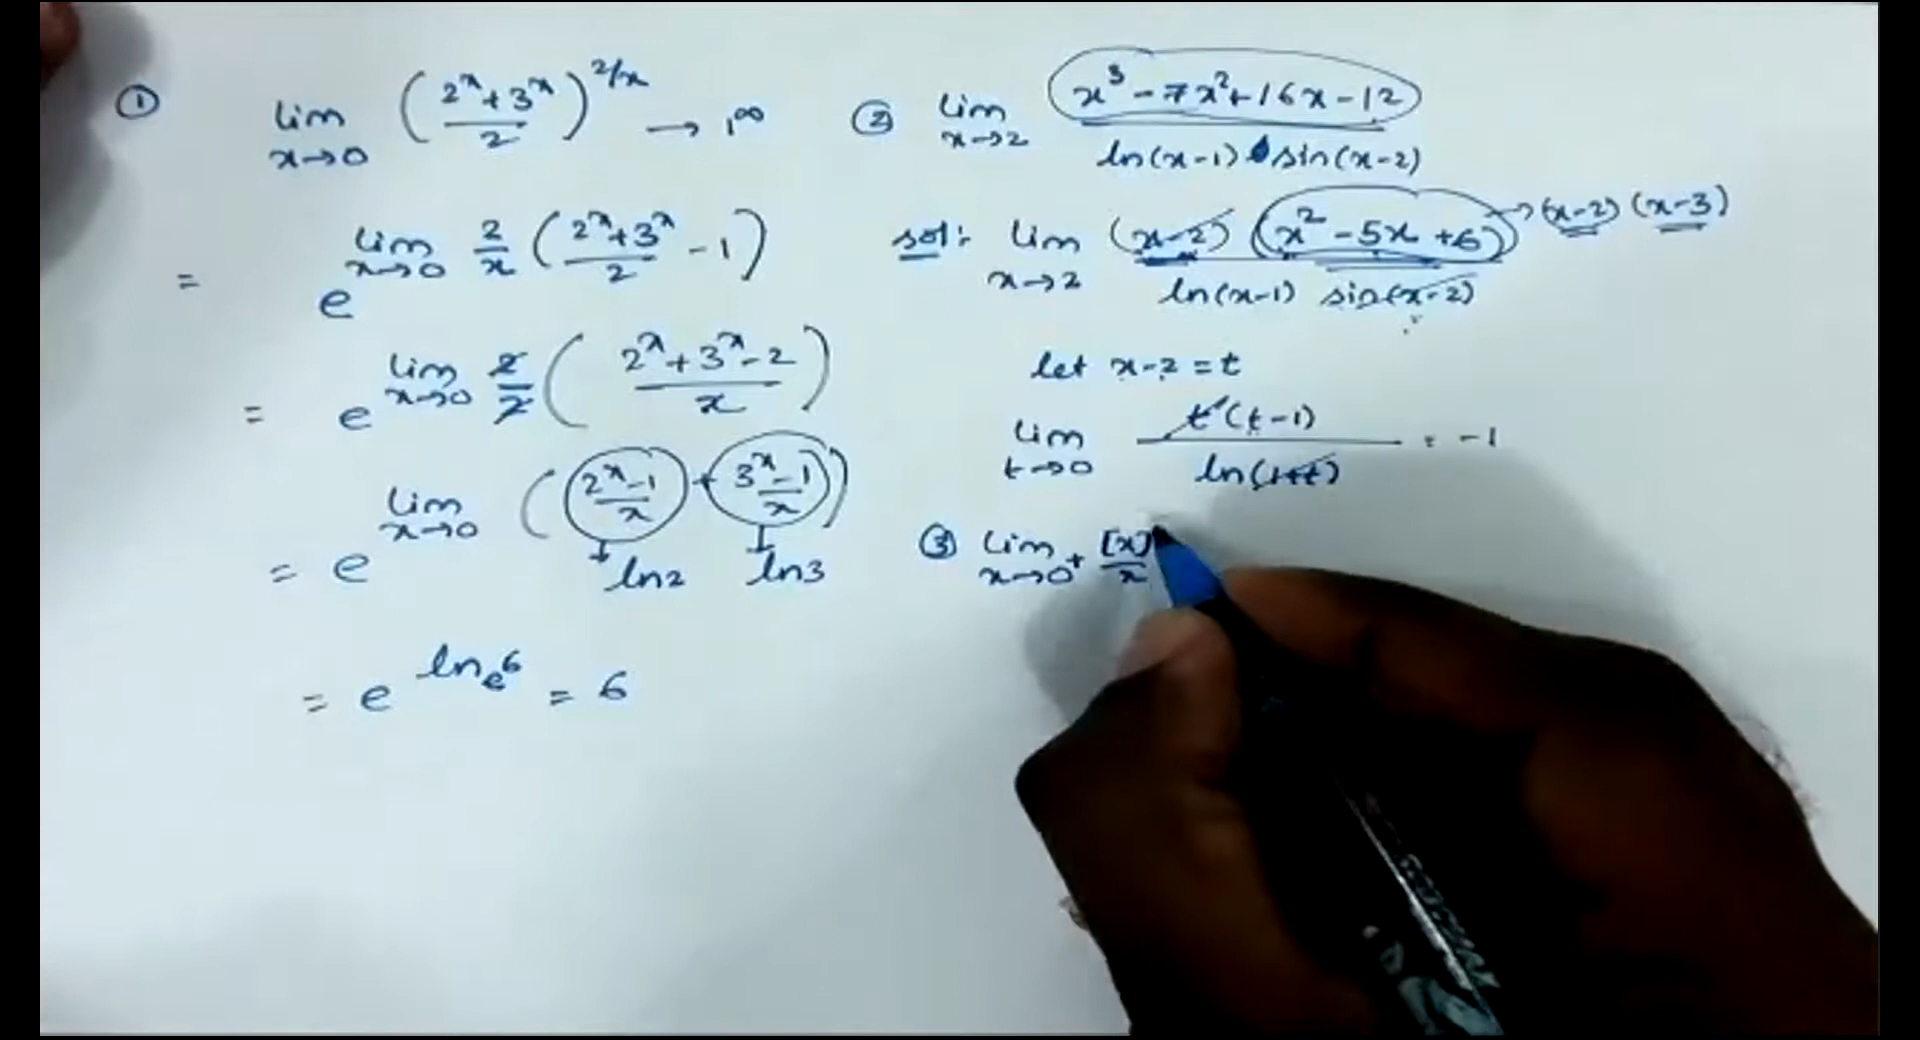 ① lim x→0 ((2^x + 3^x)/2)^(2/x) → 1^∞
= e^(lim x→0 2/x ((2^x + 3^x)/2 - 1))
= e^(lim x→0 2/2 ((2^x + 3^x - 2)/x))
= e^(lim x→0 ((2^x - 1)/x + (3^x - 1)/x))
↓ ln2 ↓ ln3
= e^(ln_e 6) = 6
② lim x→2 (x³ - 7x² + 16x - 12)/(ln(x-1) sin(x-2))
sol: lim x→2 ((x-2) (x² - 5x + 6))/(ln(x-1) sin(x-2)) → (x-2) (x-3)
let x-2 = t
lim t→0 t(t-1)/ln(1+t) = -1
③ lim x→0⁺ [x]/x